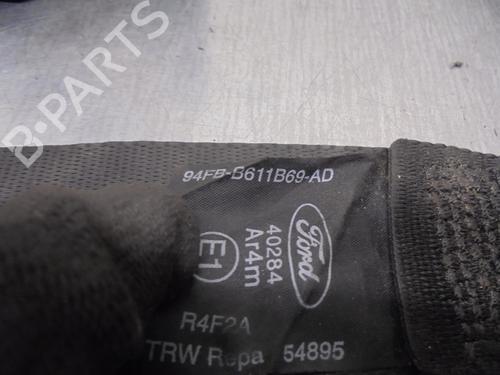 94FB-B611B69-AD
E1
40284
Ar4m
Ford
R4F2A
TRW Repa 54895
B-PARTS